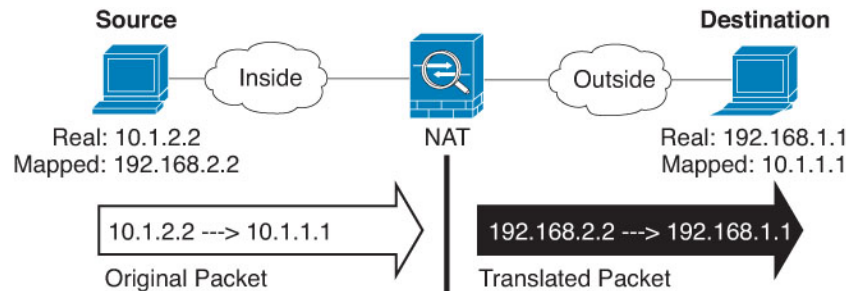 Source
Destination
Inside
Outside
NAT
Real: 10.1.2.2
Mapped: 192.168.2.2
Real: 192.168.1.1
Mapped: 10.1.1.1
10.1.2.2 ---> 10.1.1.1
192.168.2.2 ---> 192.168.1.1
Original Packet
Translated Packet